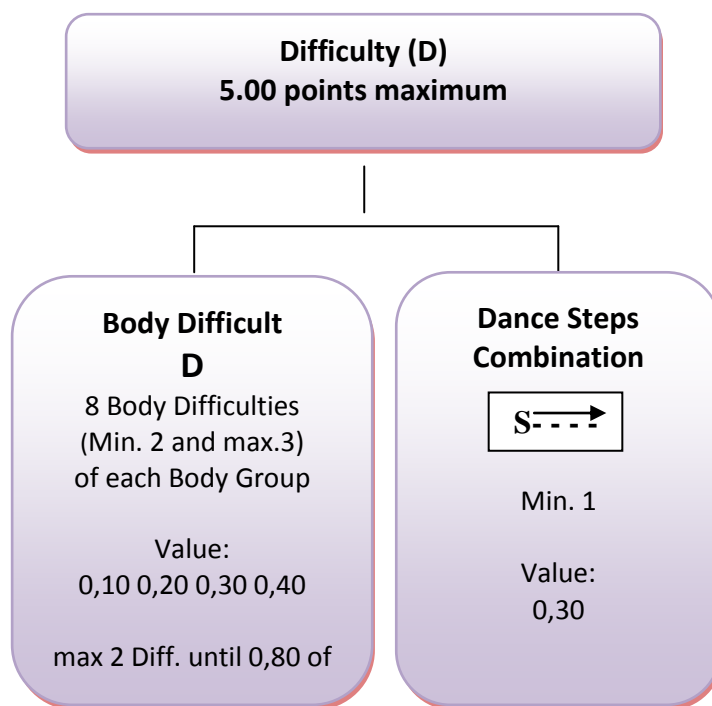 Difficulty (D)
5.00 points maximum
Body Difficult
D
8 Body Difficulties
(Min. 2 and max.3)
of each Body Group
Value:
0,10 0,20 0,30 0,40
max 2 Diff. until 0,80 of
Dance Steps
Combination
S
Min. 1
Value:
0,30